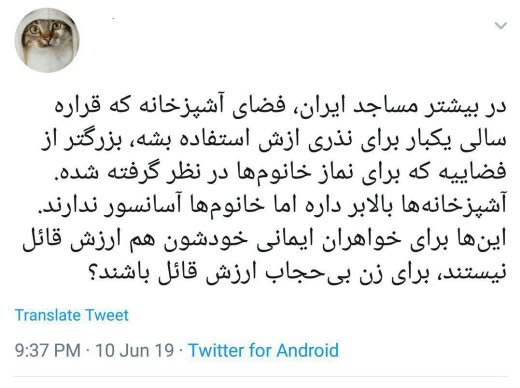 در بیشتر مساجد ایران، فضای آشپزخانه که قراره
سالی یکبار برای نذری ازش استفاده بشه، بزرگتر از
فضاییه که برای نماز خانوم‌ها در نظر گرفته شده.
آشپزخانه‌ها بالابر داره اما خانوم‌ها آسانسور ندارند.
این‌ها برای خواهران ایمانی خودشون هم ارزش قائل
نیستند، برای زن بی‌حجاب ارزش قائل باشند؟
Translate Tweet
9:37 PM · 10 Jun 19 · Twitter for Android